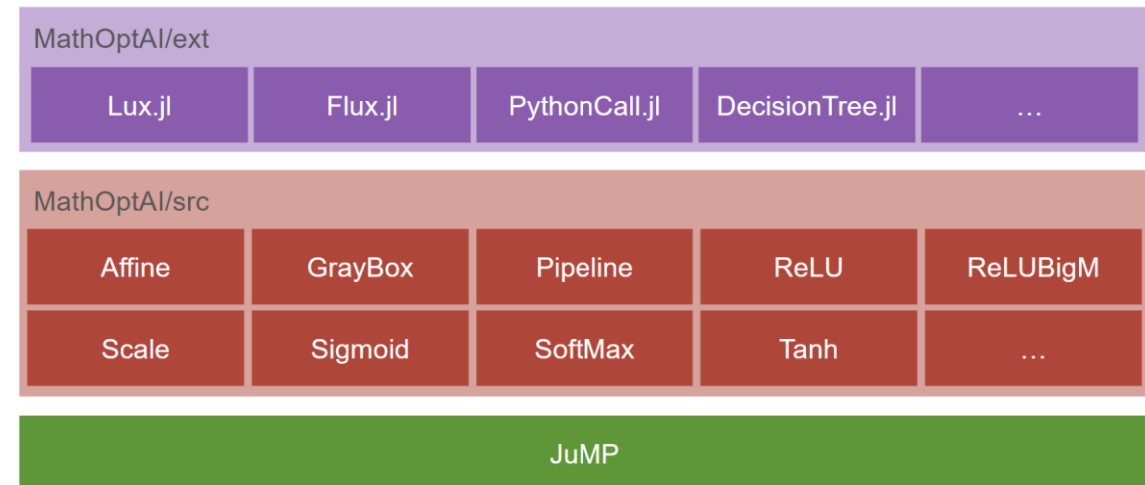 MathOptAI/ext
Lux.jl Flux.jl PythonCall.jl DecisionTree.jl …
MathOptAI/src
Affine GrayBox Pipeline ReLU ReLUBigM
Scale Sigmoid SoftMax Tanh …
JuMP